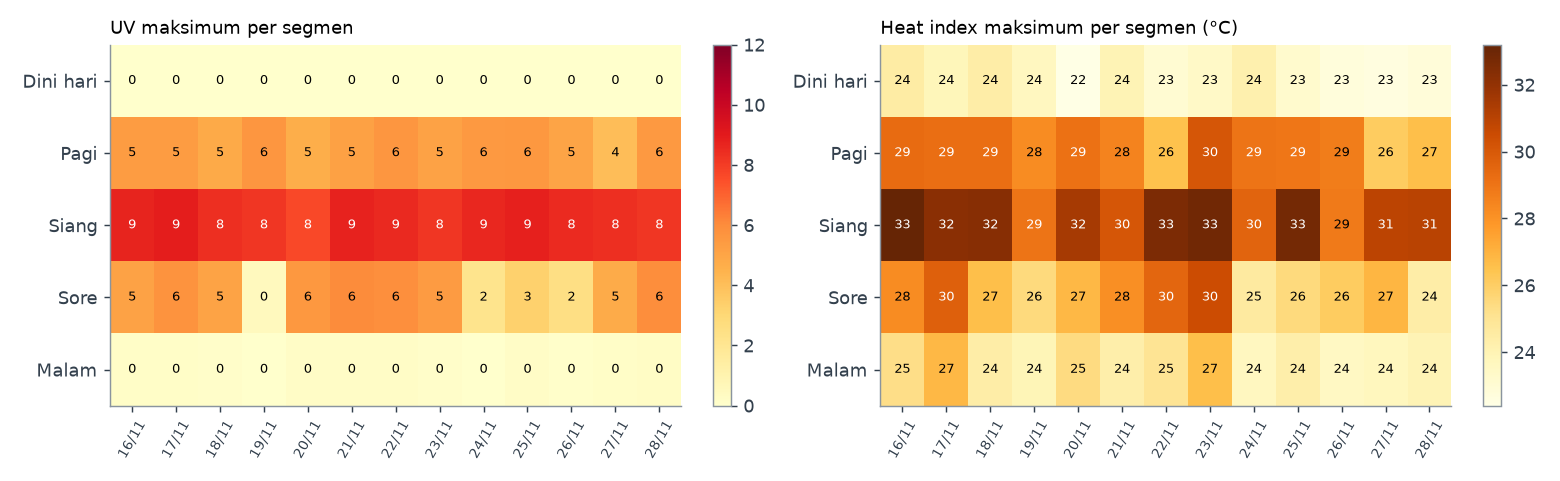 UV maksimum per segmen
Dini hari 0 0 0 0 0 0 0 0 0 0 0 0 0
Pagi 5 5 5 6 5 5 6 5 6 6 5 4 6
Siang 9 9 8 8 8 9 9 8 9 9 8 8 8
Sore 5 6 5 0 6 6 6 5 2 3 2 5 6
Malam 0 0 0 0 0 0 0 0 0 0 0 0 0
16/11 17/11 18/11 19/11 20/11 21/11 22/11 23/11 24/11 25/11 26/11 27/11 28/11
12
10
8
6
4
2
0
Heat index maksimum per segmen (°C)
Dini hari 24 24 24 24 22 24 23 23 24 23 23 23 23
Pagi 29 29 29 28 29 28 26 30 29 29 29 26 27
Siang 33 32 32 29 32 30 33 33 30 33 29 31 31
Sore 28 30 27 26 27 28 30 30 25 26 26 27 24
Malam 25 27 24 24 25 24 25 27 24 24 24 24 24
16/11 17/11 18/11 19/11 20/11 21/11 22/11 23/11 24/11 25/11 26/11 27/11 28/11
32
30
28
26
24